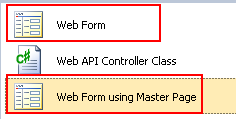 Web Form
C#
Web API Controller Class
Web Form using Master Page